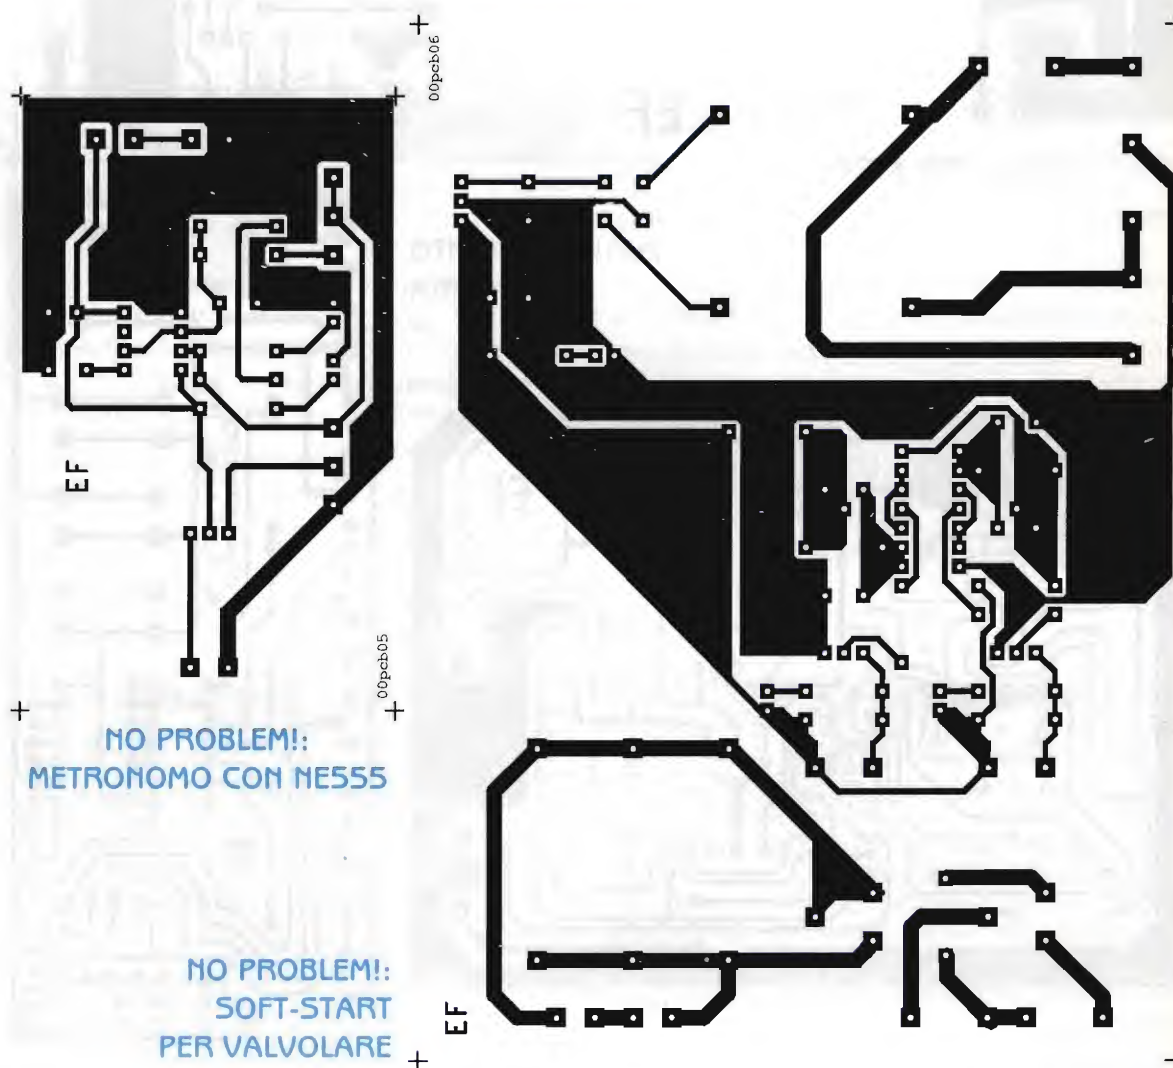 00pcb06
EF
00pcb05
NO PROBLEM!:
METRONOMO CON NE555
NO PROBLEM!:
SOFT-START
PER VALVOLARE
EF